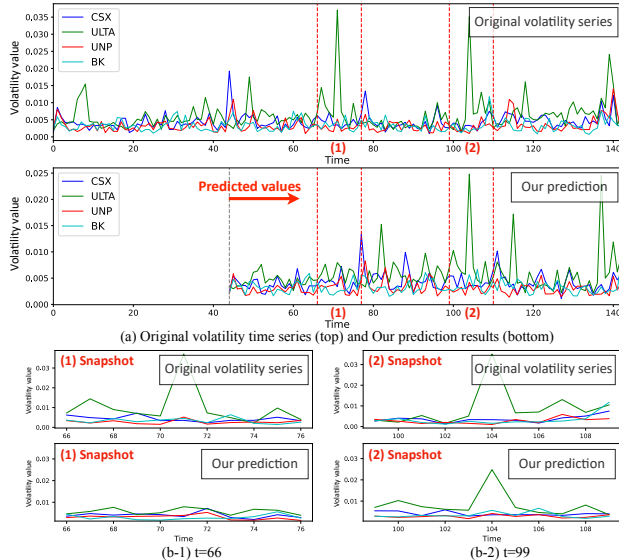 Original volatility series
CSX
ULTA
UNP
BK
Volatility value
0.035
0.030
0.025
0.020
0.015
0.010
0.005
0.000
0 20 40 60 80 100 120 140
(1) (2)
Time
Our prediction
Predicted values
CSX
ULTA
UNP
BK
Volatility value
0.025
0.020
0.015
0.010
0.005
0.000
0 20 40 60 80 100 120 140
(1) (2)
Time
(a) Original volatility time series (top) and Our prediction results (bottom)
(1) Snapshot
Original volatility series
Volatility value
0.03
0.01
0.00
66 68 70 72 74 76
(1) Snapshot
Our prediction
Volatility value
0.03
0.02
0.01
0.00
66 68 70 72 74 76
Time
(b-1) t=66
(2) Snapshot
Original volatility series
Volatility value
0.03
0.01
0.00
100 102 104 106 108
(2) Snapshot
Our prediction
Volatility value
0.03
0.02
0.01
0.00
100 102 104 106 108
Time
(b-2) t=99